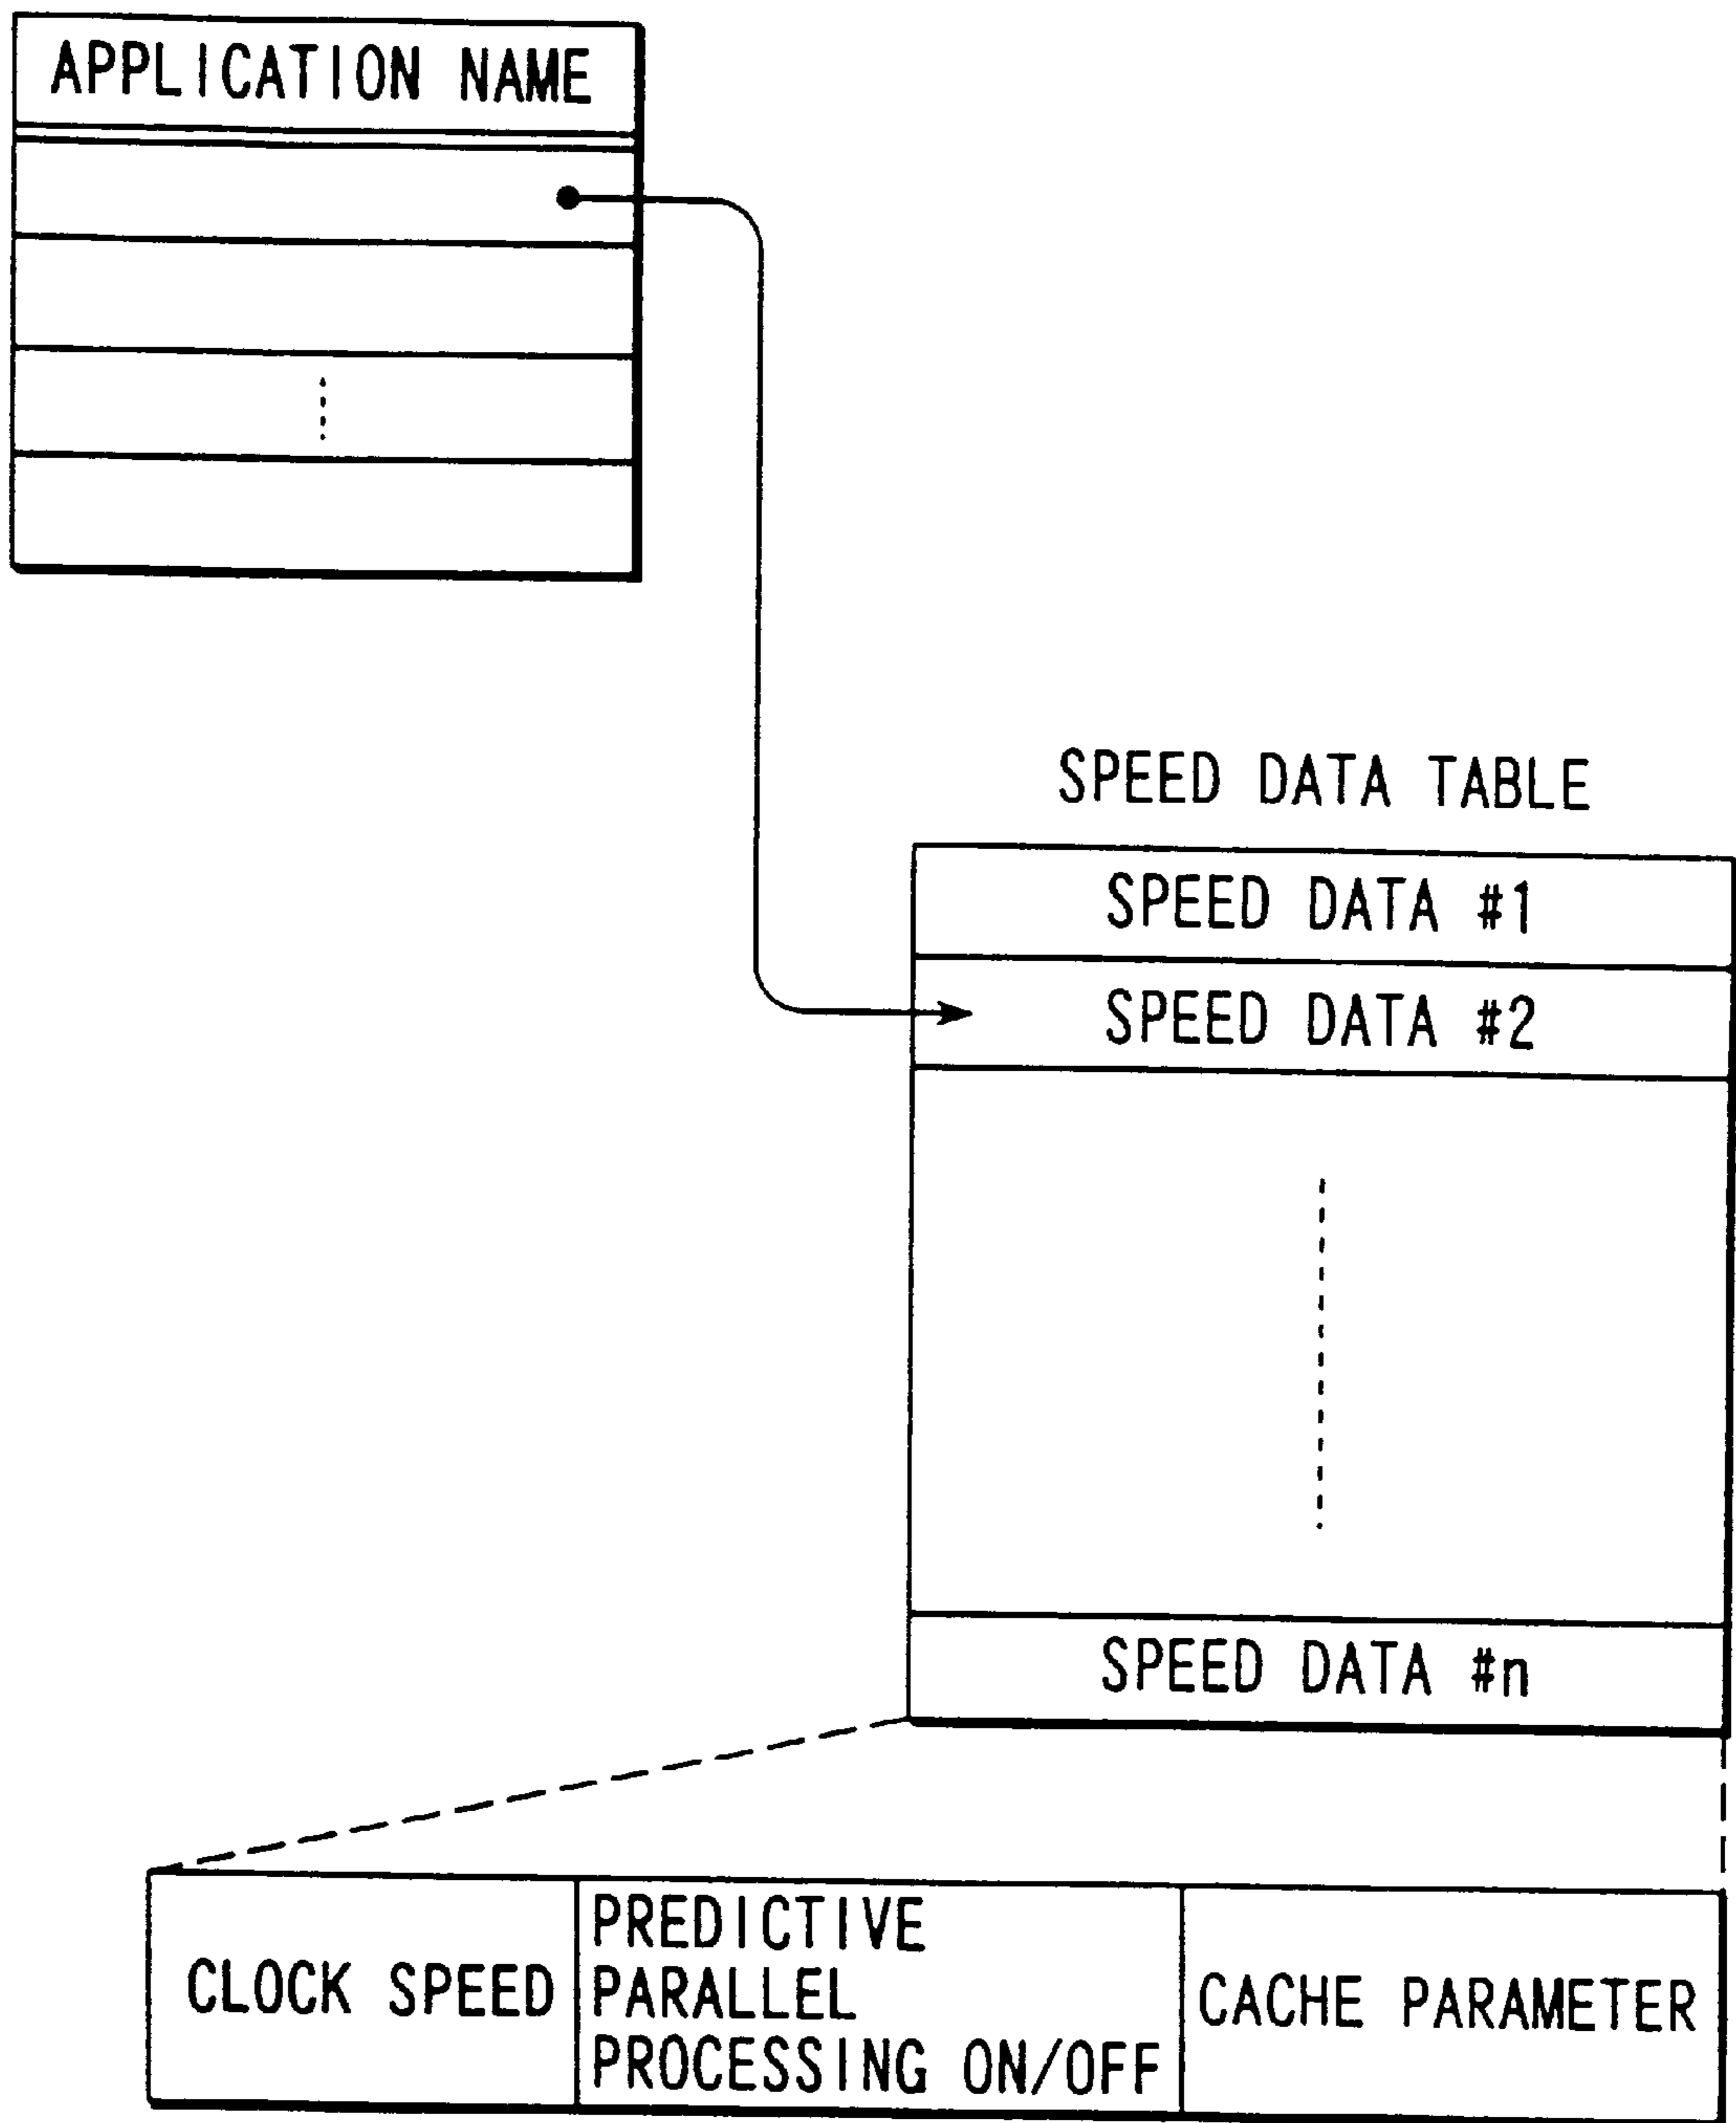 APPLICATION NAME
SPEED DATA TABLE
SPEED DATA #1
SPEED DATA #2
SPEED DATA #n
CLOCK SPEED
PREDICTIVE
PARALLEL
PROCESSING ON/OFF
CACHE PARAMETER